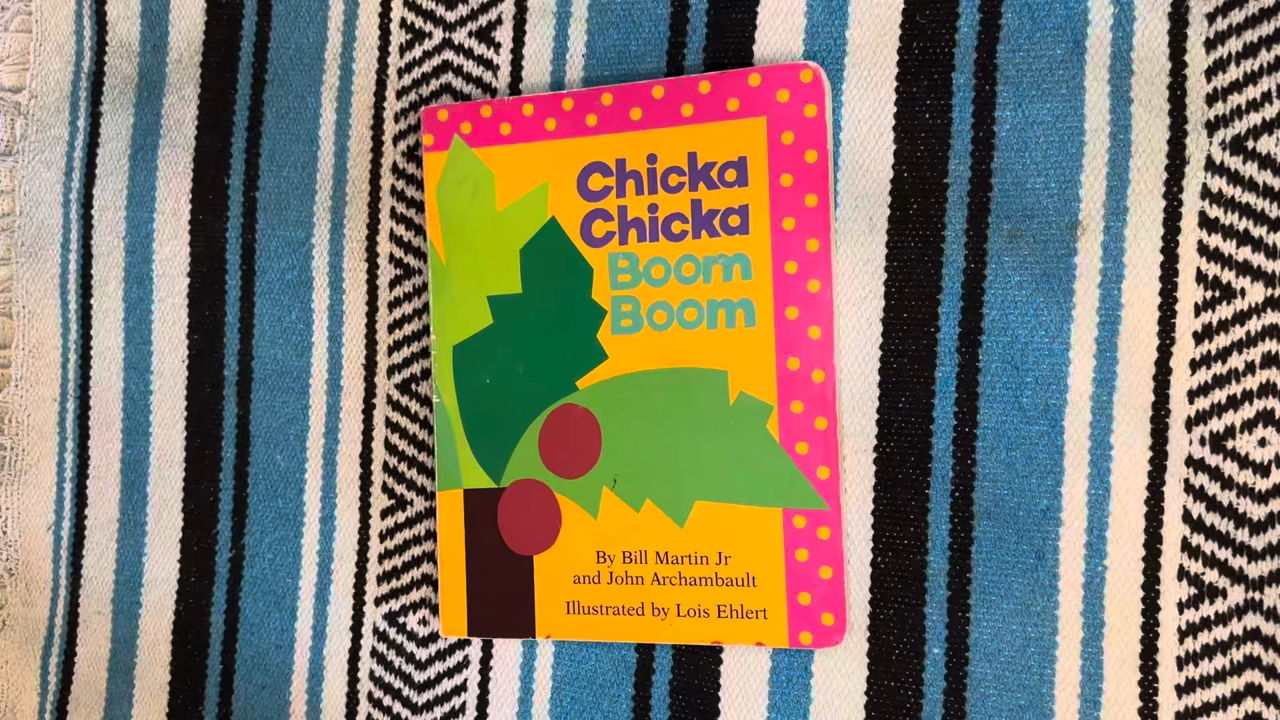 Chicka
Chicka
Boom
Boom
By Bill Martin Jr
and John Archambault
Illustrated by Lois Ehlert